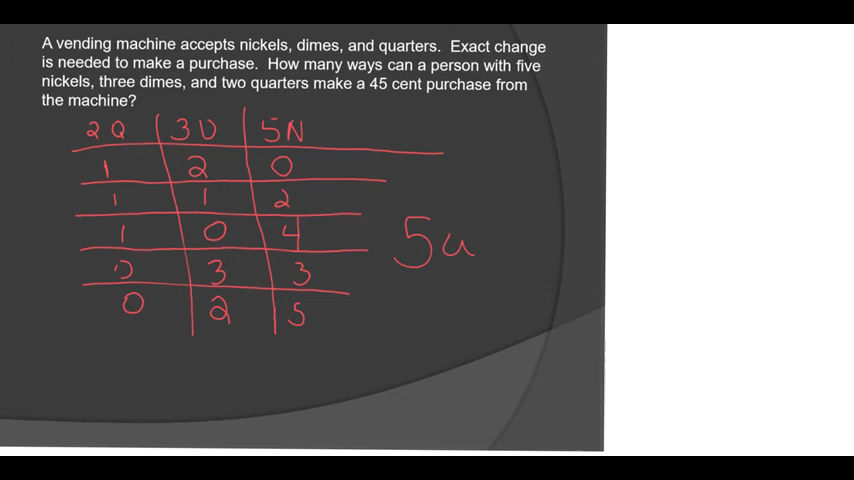 A vending machine accepts nickels, dimes, and quarters. Exact change
is needed to make a purchase. How many ways can a person with five
nickels, three dimes, and two quarters make a 45 cent purchase from
the machine?
2Q 3D 5N
1 2 0
1 1 2
1 0 4
0 3 3
0 2 5
5